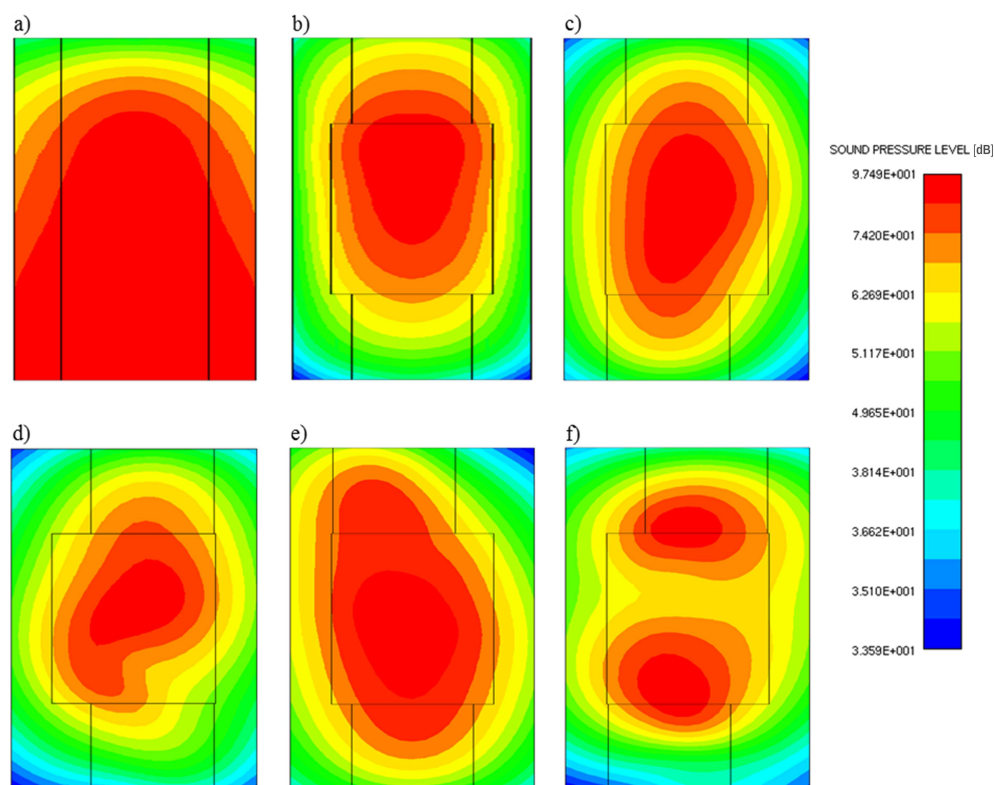 a)
b)
c)
SOUND PRESSURE LEVEL [dB]
9.749E+001
7.420E+001
6.269E+001
5.117E+001
4.965E+001
3.814E+001
3.662E+001
3.510E+001
3.359E+001
d)
e)
f)